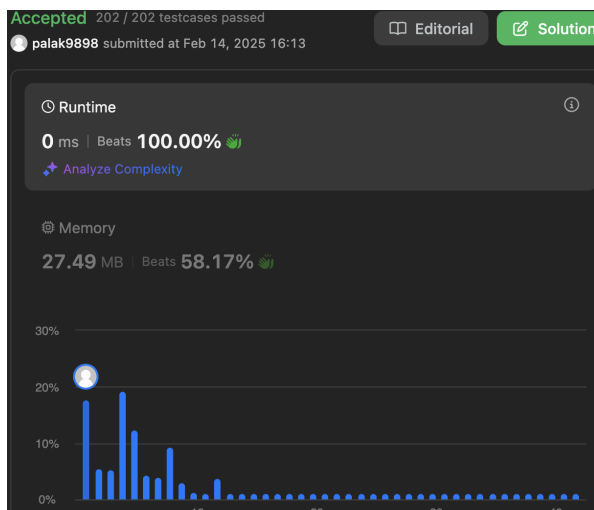 Accepted 202 / 202 testcases passed
Editorial
Solution
palak9898 submitted at Feb 14, 2025 16:13
Runtime
0 ms | Beats 100.00%
Analyze Complexity
Memory
27.49 MB | Beats 58.17%
30%
20%
10%
0%